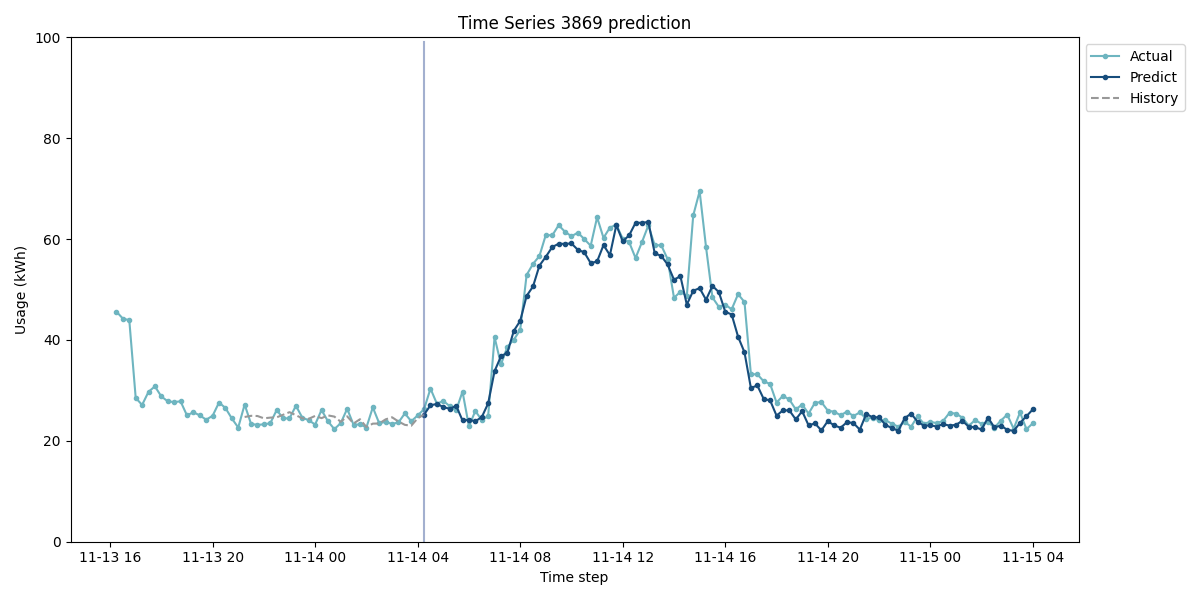 Time Series 3869 prediction
100
80
60
40
20
0
Usage (kWh)
11-13 16
11-13 20
11-14 00
11-14 04
11-14 08
11-14 12
11-14 16
11-14 20
11-15 00
11-15 04
Time step
Actual
Predict
History